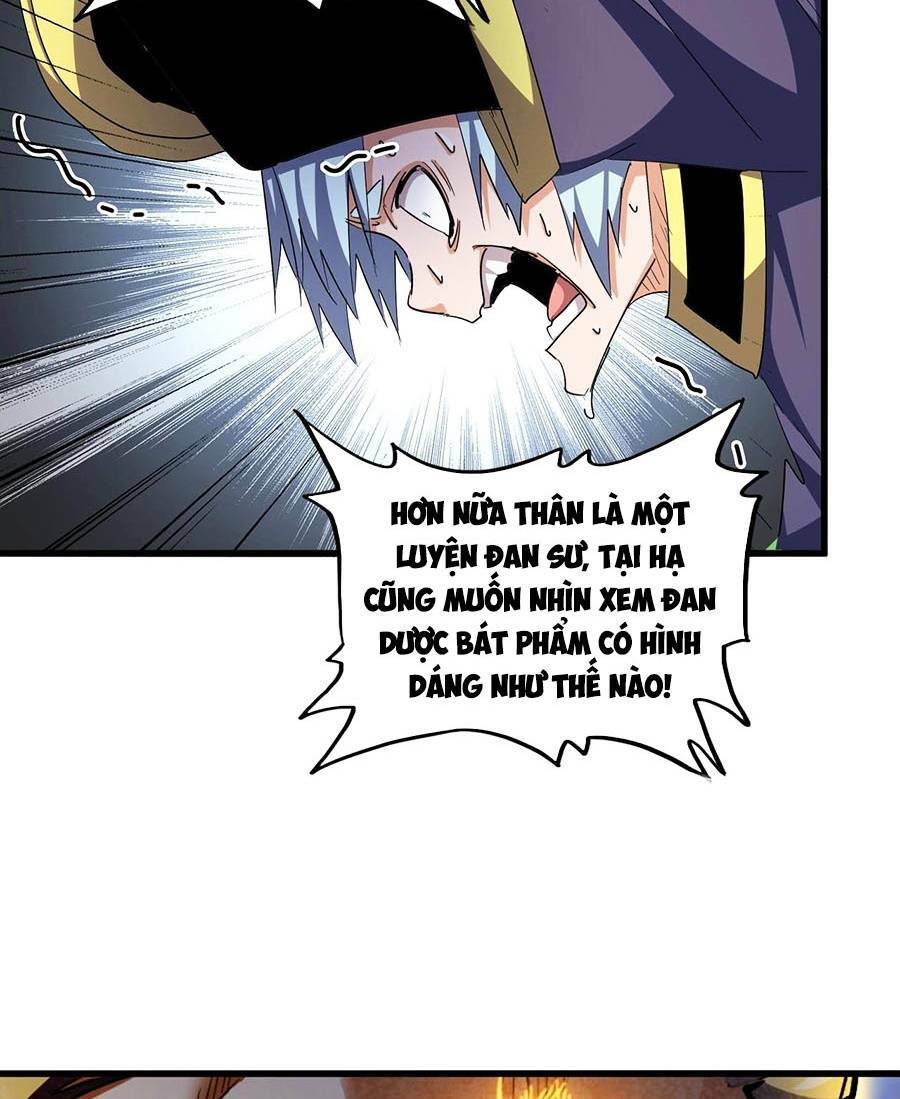 HƠN NỮA THÂN LÀ MỘT
LUYỆN ĐAN SƯ, TẠI HẠ
CŨNG MUỐN NHÌN XEM ĐAN
DƯỢC BÁT PHẨM CÓ HÌNH
DÁNG NHƯ THẾ NÀO!